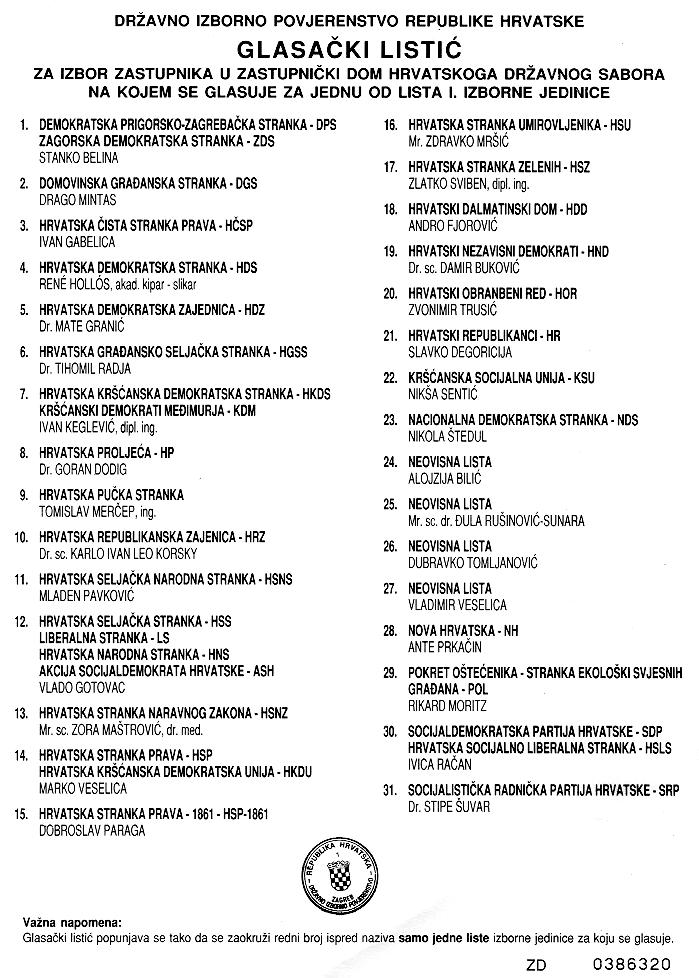 DRŽAVNO IZBORNO POVJERENSTVO REPUBLIKE HRVATSKE
GLASAČKI LISTIĆ
ZA IZBOR ZASTUPNIKA U ZASTUPNIČKI DOM HRVATSKOGA DRŽAVNOG SABORA
NA KOJEM SE GLASUJE ZA JEDNU OD LISTA I. IZBORNE JEDINICE
1. DEMOKRATSKA PRIGORSKO-ZAGREBAČKA STRANKA - DPS
ZAGORSKA DEMOKRATSKA STRANKA - ZDS
STANKO BELINA
2. DOMOVINSKA GRAĐANSKA STRANKA - DGS
DRAGO MINTAS
3. HRVATSKA ČISTA STRANKA PRAVA - HČSP
IVAN GABELICA
4. HRVATSKA DEMOKRATSKA STRANKA - HDS
RENÉ HOLLÓS, akad. kipar - slikar
5. HRVATSKA DEMOKRATSKA ZAJEDNICA - HDZ
Dr. MATE GRANIĆ
6. HRVATSKA GRAĐANSKO SELJAČKA STRANKA - HGSS
Dr. TIHOMIL RADJA
7. HRVATSKA KRŠĆANSKA DEMOKRATSKA STRANKA - HKDS
KRŠĆANSKI DEMOKRATI MEĐIMURJA - KDM
IVAN KEGLEVIĆ, dipl. ing.
8. HRVATSKA PROLJEĆA - HP
Dr. GORAN DODIG
9. HRVATSKA PUČKA STRANKA
TOMISLAV MERČEP, ing.
10. HRVATSKA REPUBLIKANSKA ZAJENICA - HRZ
Dr. sc. KARLO IVAN LEO KORSKY
11. HRVATSKA SELJAČKA NARODNA STRANKA - HSNS
MLADEN PAVKOVIĆ
12. HRVATSKA SELJAČKA STRANKA - HSS
LIBERALNA STRANKA - LS
HRVATSKA NARODNA STRANKA - HNS
AKCIJA SOCIJALDEMOKRATA HRVATSKE - ASH
VLADO GOTOVAC
13. HRVATSKA STRANKA NARAVNOG ZAKONA - HSNZ
Mr. sc. ZORA MAŠTROVIĆ, dr. med.
14. HRVATSKA STRANKA PRAVA - HSP
HRVATSKA KRŠĆANSKA DEMOKRATSKA UNIJA - HKDU
MARKO VESELICA
15. HRVATSKA STRANKA PRAVA - 1861 - HSP-1861
DOBROSLAV PARAGA
16. HRVATSKA STRANKA UMIROVLJENIKA - HSU
Mr. ZDRAVKO MRŠIĆ
17. HRVATSKA STRANKA ZELENIH - HSZ
ZLATKO SVIBEN, dipl. ing.
18. HRVATSKI DALMATINSKI DOM - HDD
ANDRO FJOROVIĆ
19. HRVATSKI NEZAVISNI DEMOKRATI - HND
Dr. sc. DAMIR BUKOVIĆ
20. HRVATSKI OBRANBENI RED - HOR
ZVONIMIR TRUSIĆ
21. HRVATSKI REPUBLIKANCI - HR
SLAVKO DEGORICIJA
22. KRŠĆANSKA SOCIJALNA UNIJA - KSU
NIKŠA SENTIĆ
23. NACIONALNA DEMOKRATSKA STRANKA - NDS
NIKOLA ŠTEDUL
24. NEOVISNA LISTA
ALOJZIJA BILIĆ
25. NEOVISNA LISTA
Mr. sc. dr. ĐULA RUŠINOVIĆ-SUNARA
26. NEOVISNA LISTA
DUBRAVKO TOMLJANOVIĆ
27. NEOVISNA LISTA
VLADIMIR VESELICA
28. NOVA HRVATSKA - NH
ANTE PRKAČIN
29. POKRET OŠTEĆENIKA - STRANKA EKOLOŠKI SVJESNIH
GRAĐANA - POL
RIKARD MORITZ
30. SOCIJALDEMOKRATSKA PARTIJA HRVATSKE - SDP
HRVATSKA SOCIJALNO LIBERALNA STRANKA - HSLS
IVICA RAČAN
31. SOCIJALISTIČKA RADNIČKA PARTIJA HRVATSKE - SRP
Dr. STIPE ŠUVAR
REPUBLIKA HRVATSKA
1
ZAGREB
DRŽAVNO IZBORNO POVJERENSTVO
Važna napomena:
Glasački listić popunjava se tako da se zaokruži redni broj ispred naziva samo jedne liste izborne jedinice za koju se glasuje.
ZD 0386320